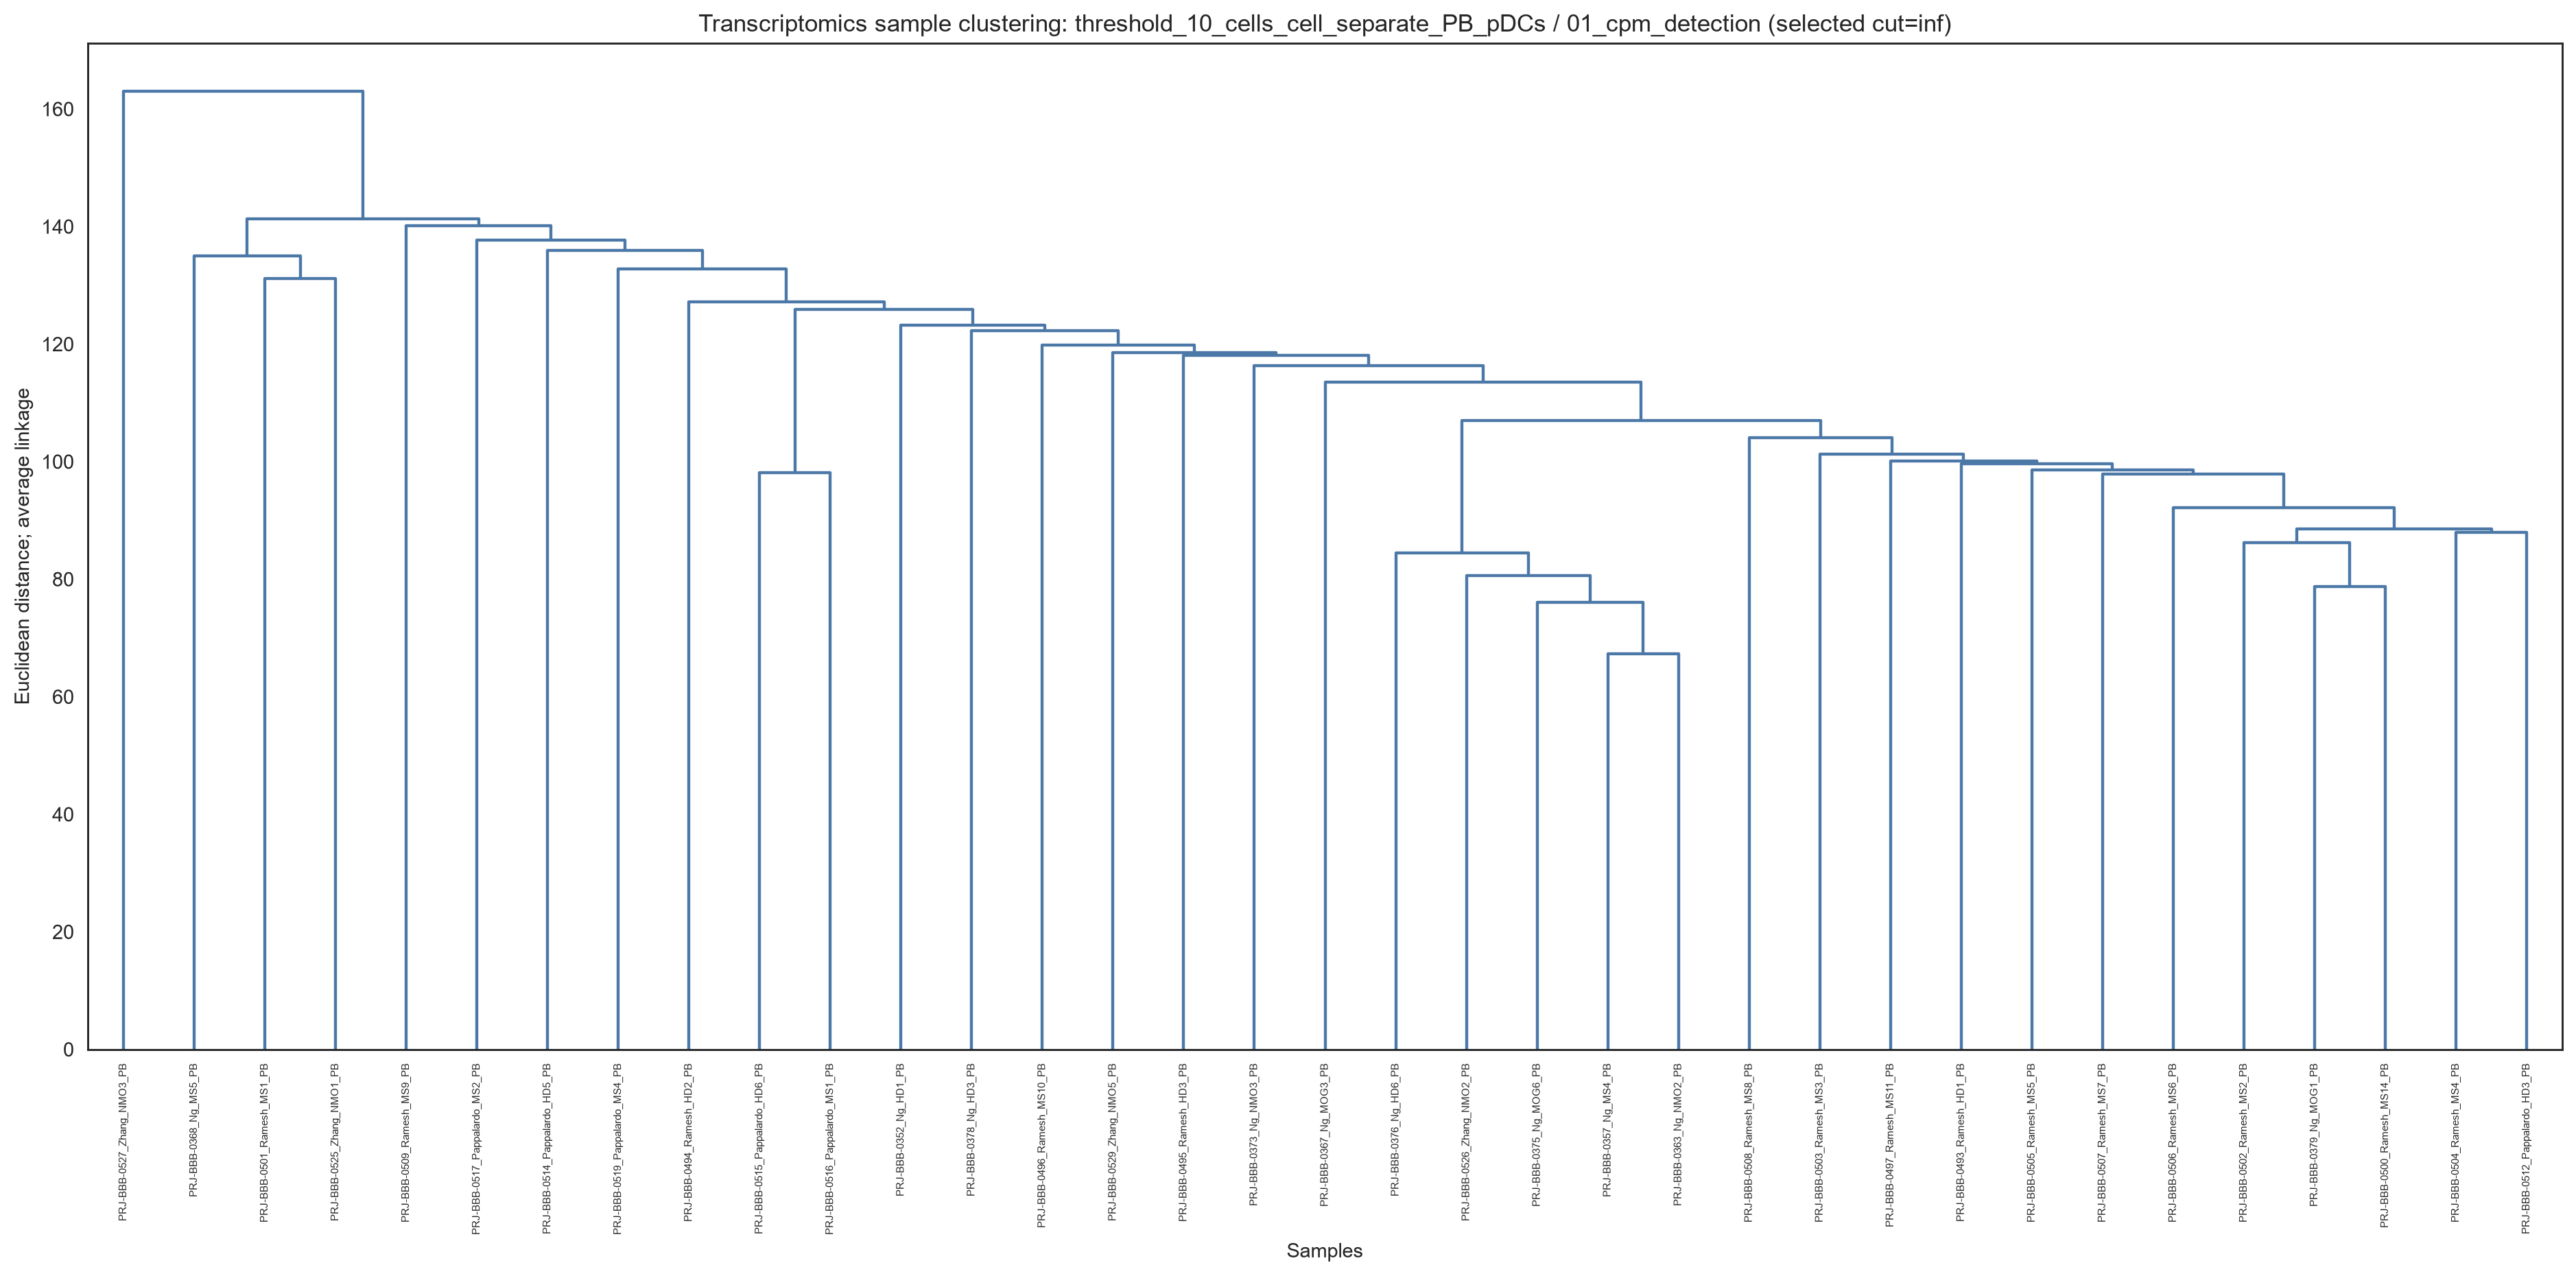 Transcriptomics sample clustering: threshold_10_cells_cell_separate_PB_pDCs / 01_cpm_detection (selected cut=inf)
Euclidean distance; average linkage
160
140
120
100
80
60
40
20
0
PRJ-BBB-0527_Zhang_NMO3_PB
PRJ-BBB-0368_Ng_MS5_PB
PRJ-BBB-0501_Ramesh_MS1_PB
PRJ-BBB-0525_Zhang_NMO1_PB
PRJ-BBB-0509_Ramesh_MS9_PB
PRJ-BBB-0517_Pappalardo_MS2_PB
PRJ-BBB-0514_Pappalardo_HD5_PB
PRJ-BBB-0519_Pappalardo_MS4_PB
PRJ-BBB-0494_Ramesh_HD2_PB
PRJ-BBB-0515_Pappalardo_HD6_PB
PRJ-BBB-0516_Pappalardo_MS1_PB
PRJ-BBB-0352_Ng_HD1_PB
PRJ-BBB-0378_Ng_HD3_PB
PRJ-BBB-0496_Ramesh_MS10_PB
PRJ-BBB-0529_Zhang_NMO5_PB
PRJ-BBB-0495_Ramesh_HD3_PB
PRJ-BBB-0373_Ng_NMO3_PB
PRJ-BBB-0367_Ng_MOG3_PB
PRJ-BBB-0376_Ng_HD6_PB
PRJ-BBB-0526_Zhang_NMO2_PB
PRJ-BBB-0375_Ng_MOG6_PB
PRJ-BBB-0357_Ng_MS4_PB
PRJ-BBB-0363_Ng_NMO2_PB
PRJ-BBB-0508_Ramesh_MS8_PB
PRJ-BBB-0503_Ramesh_MS3_PB
PRJ-BBB-0497_Ramesh_MS11_PB
PRJ-BBB-0493_Ramesh_HD1_PB
PRJ-BBB-0505_Ramesh_MS5_PB
PRJ-BBB-0507_Ramesh_MS7_PB
PRJ-BBB-0506_Ramesh_MS6_PB
PRJ-BBB-0502_Ramesh_MS2_PB
PRJ-BBB-0379_Ng_MOG1_PB
PRJ-BBB-0500_Ramesh_MS14_PB
PRJ-BBB-0504_Ramesh_MS4_PB
PRJ-BBB-0512_Pappalardo_HD3_PB
Samples